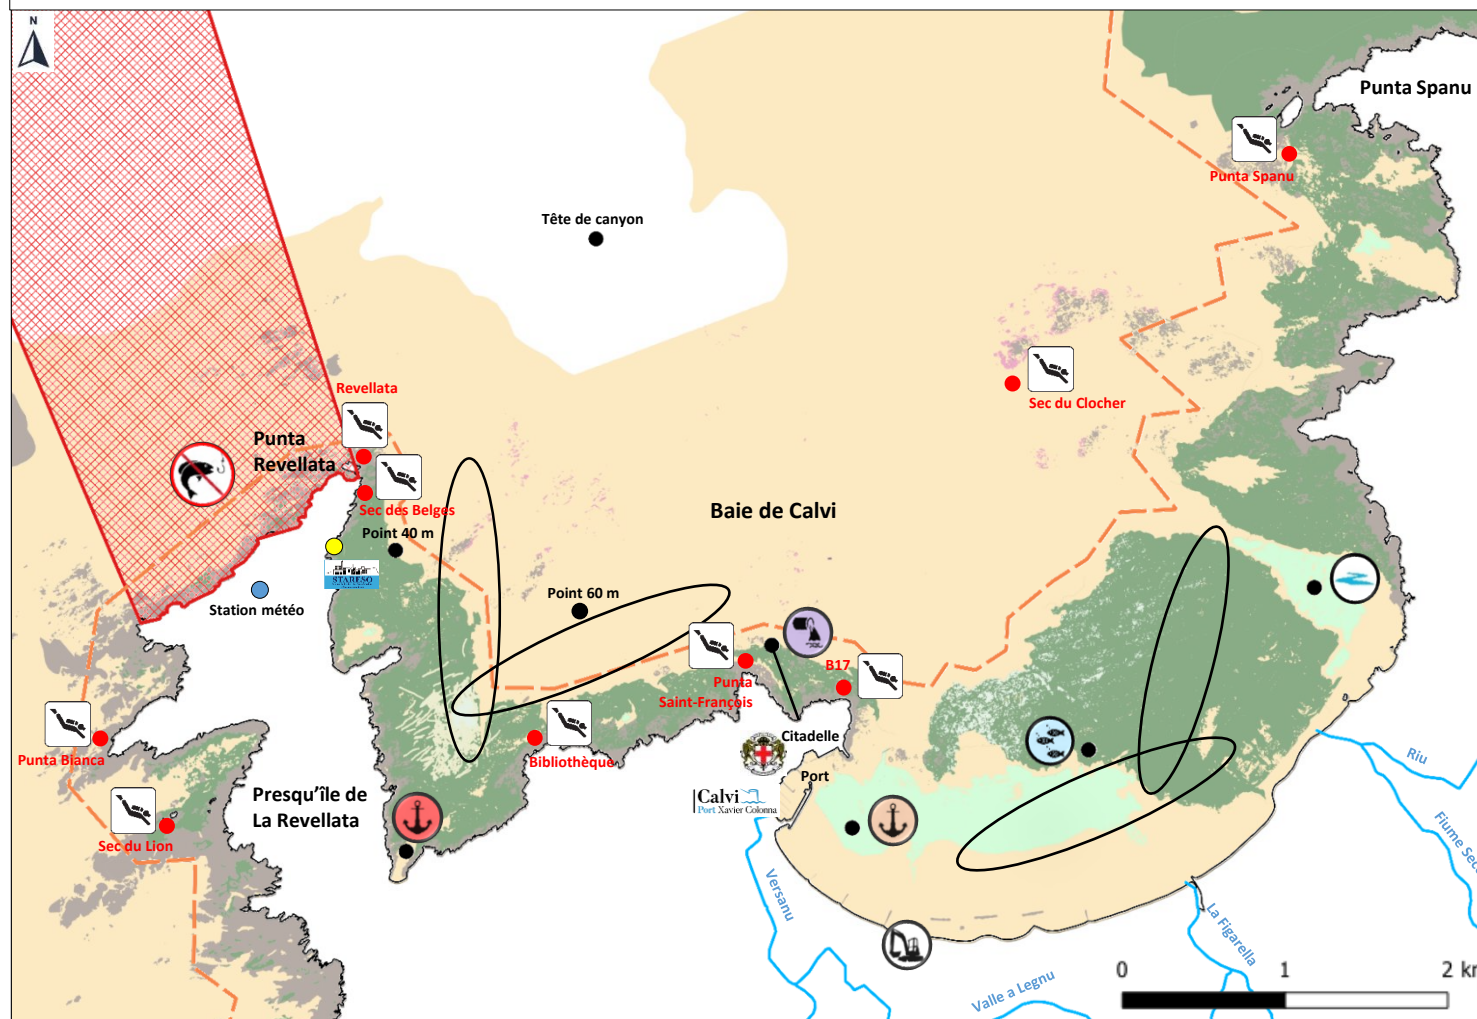 N
Punta Spanu
Punta Spanu
Tête de canyon
Revellata
Sec du Clocher
Punta
Revellata
Sec des Belges
Baie de Calvi
Point 40 m
STARESO
Station météo
Point 60 m
B17
Punta
Saint-François
Citadelle
Punta Bianca
Bibliothèque
Port
Riu
Presqu’île de
La Revellata
Calvi
Port Xavier Colonna
Sec du Lion
Fiume Sec
Versanu
La Figarella
Valle a Legnu
0 1 2 km